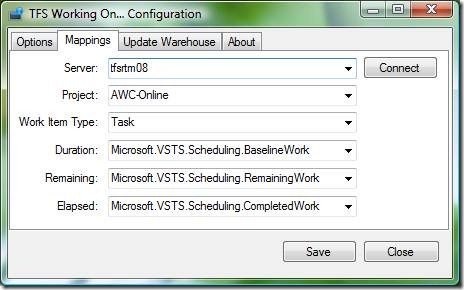 TFS Working On... Configuration
Options Mappings Update Warehouse About
Server: tfsrtm08 Connect
Project: AWC-Online
Work Item Type: Task
Duration: Microsoft.VSTS.Scheduling.BaselineWork
Remaining: Microsoft.VSTS.Scheduling.RemainingWork
Elapsed: Microsoft.VSTS.Scheduling.CompletedWork
Save Close